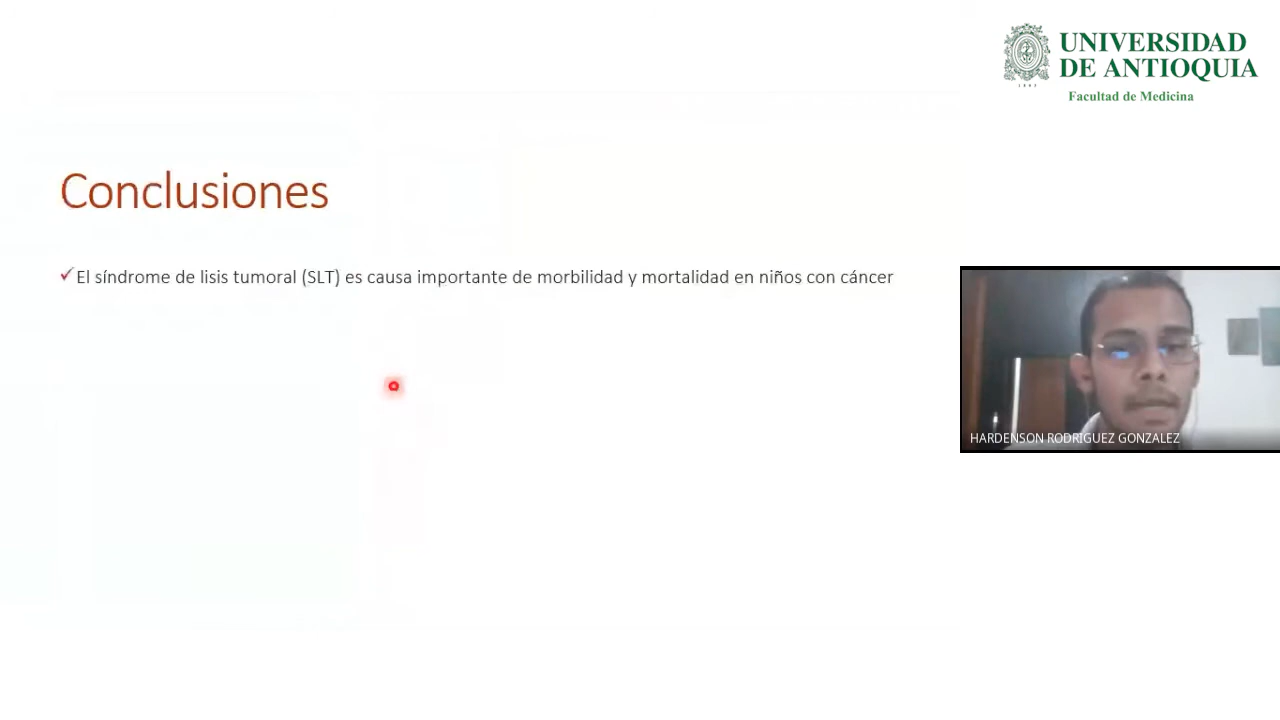 UNIVERSIDAD
DE ANTIOQUIA
Facultad de Medicina
Conclusiones
✓El síndrome de lisis tumoral (SLT) es causa importante de morbilidad y mortalidad en niños con cáncer
HARDENSON RODRIGUEZ GONZALEZ